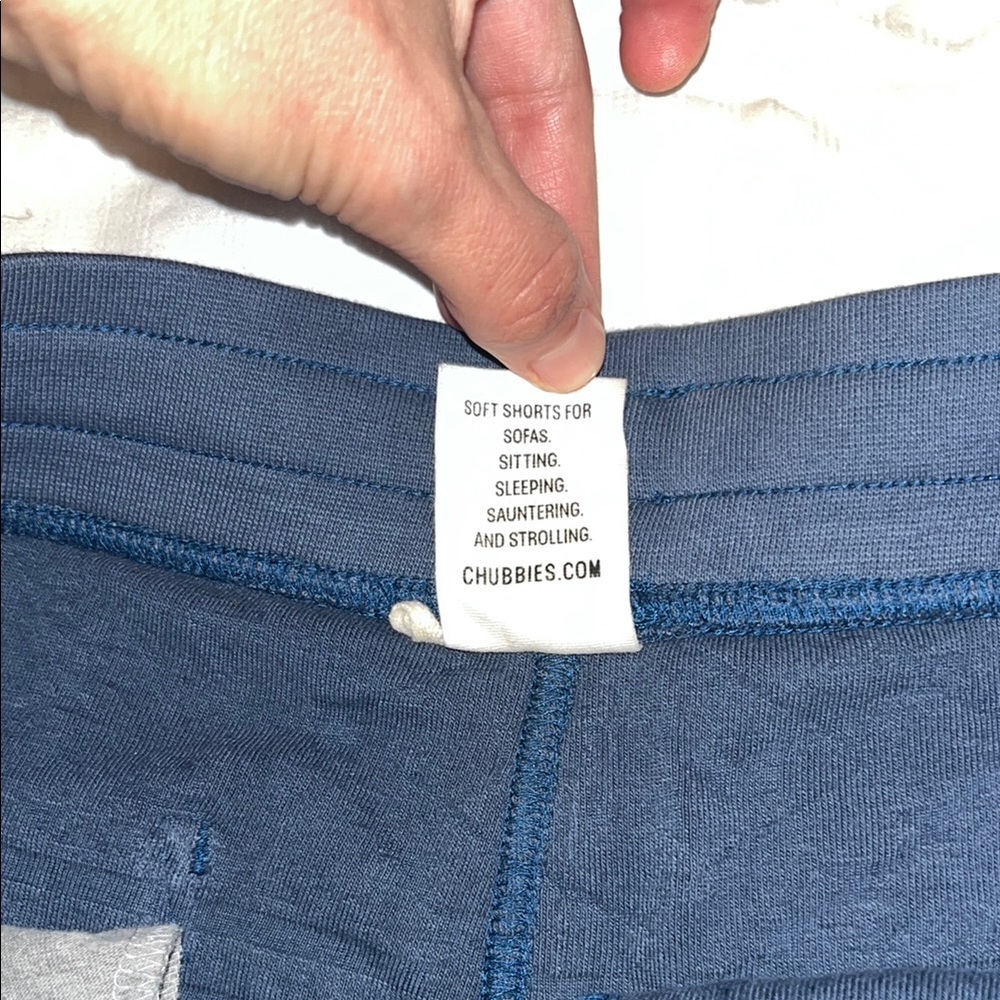 SOFT SHORTS FOR
SOFAS.
SITTING.
SLEEPING.
SAUNTERING.
AND STROLLING.
CHUBBIES.COM